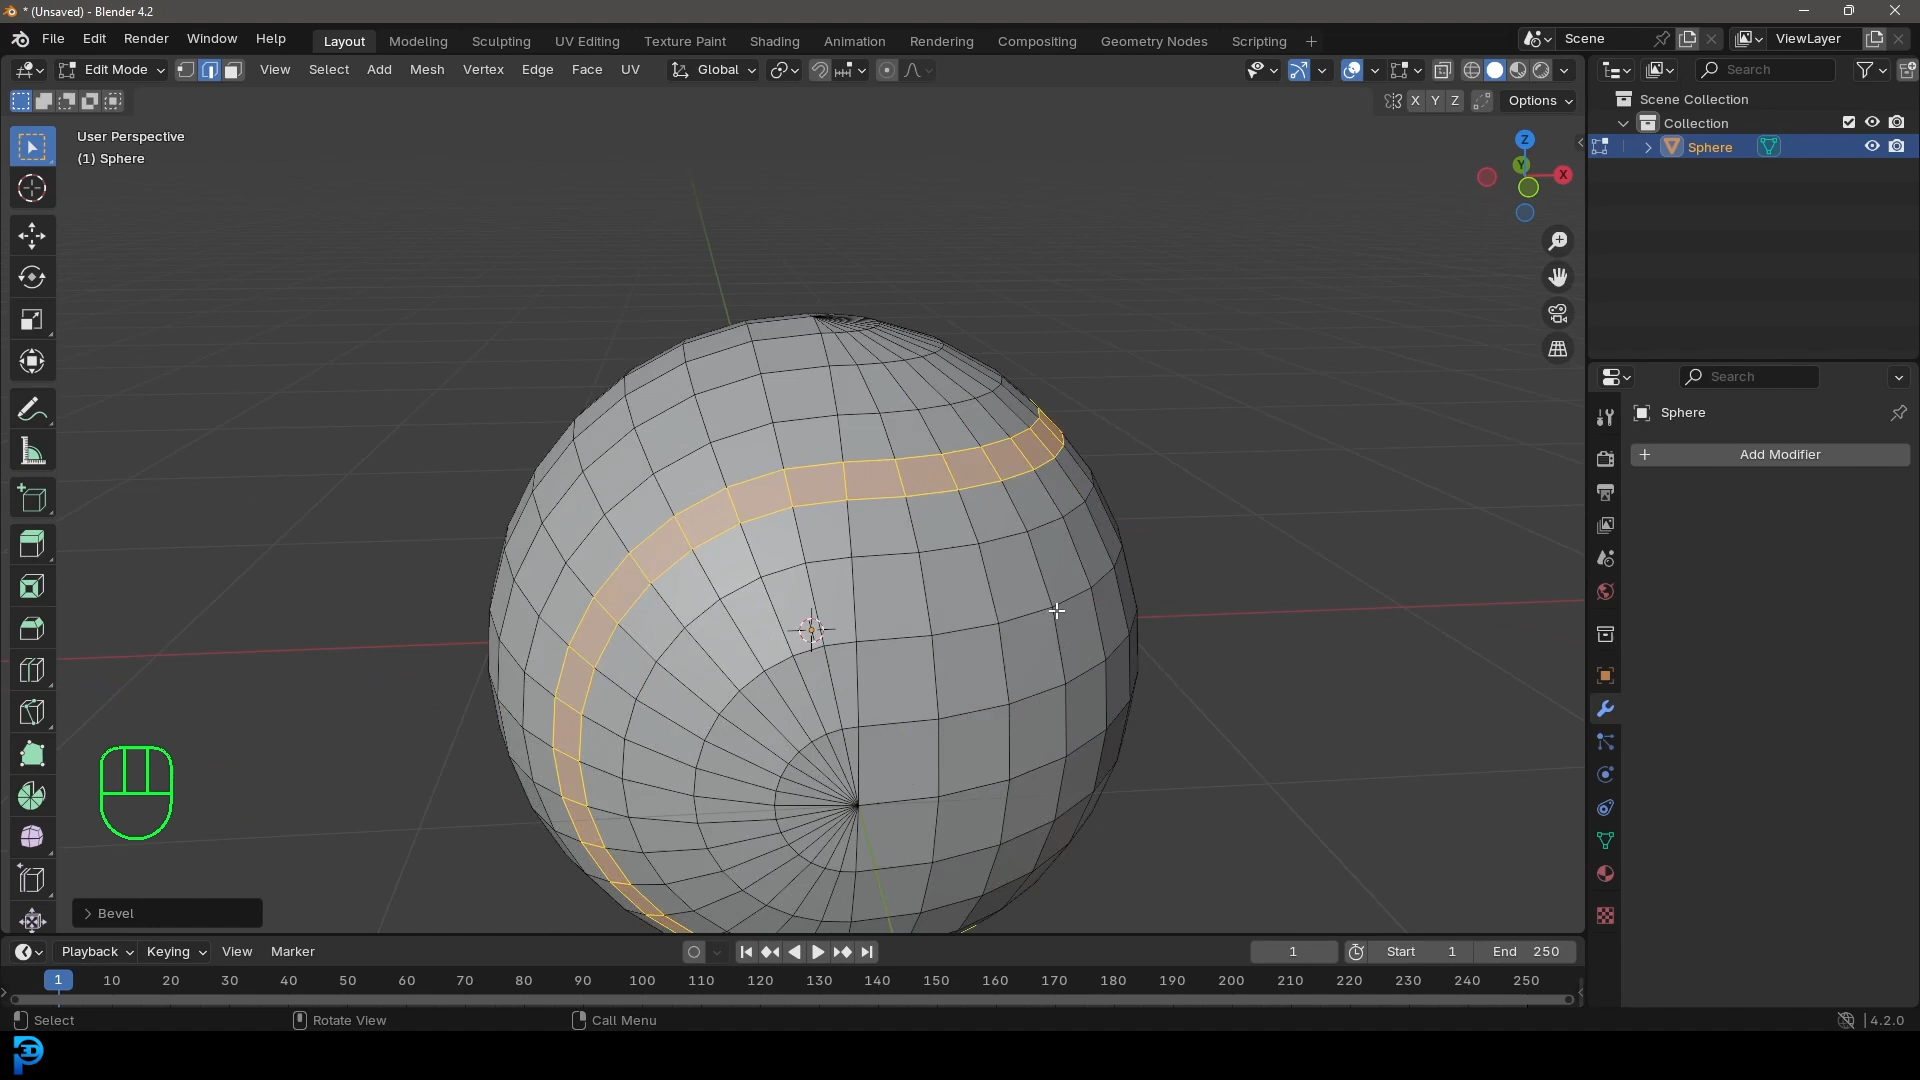 * (Unsaved) - Blender 4.2
File Edit Render Window Help Layout Modeling Sculpting UV Editing Texture Paint Shading Animation Rendering Compositing Geometry Nodes Scripting + Scene ViewLayer
Edit Mode View Select Add Mesh Vertex Edge Face UV Global Search
X Y Z Options
Scene Collection
Collection
Sphere
User Perspective
(1) Sphere
Z
Y
X
Search
Sphere
+ Add Modifier
> Bevel
Playback Keying View Marker 1 Start 1 End 250
1 10 20 30 40 50 60 70 80 90 100 110 120 130 140 150 160 170 180 190 200 210 220 230 240 250
Select Rotate View Call Menu 4.2.0
3D